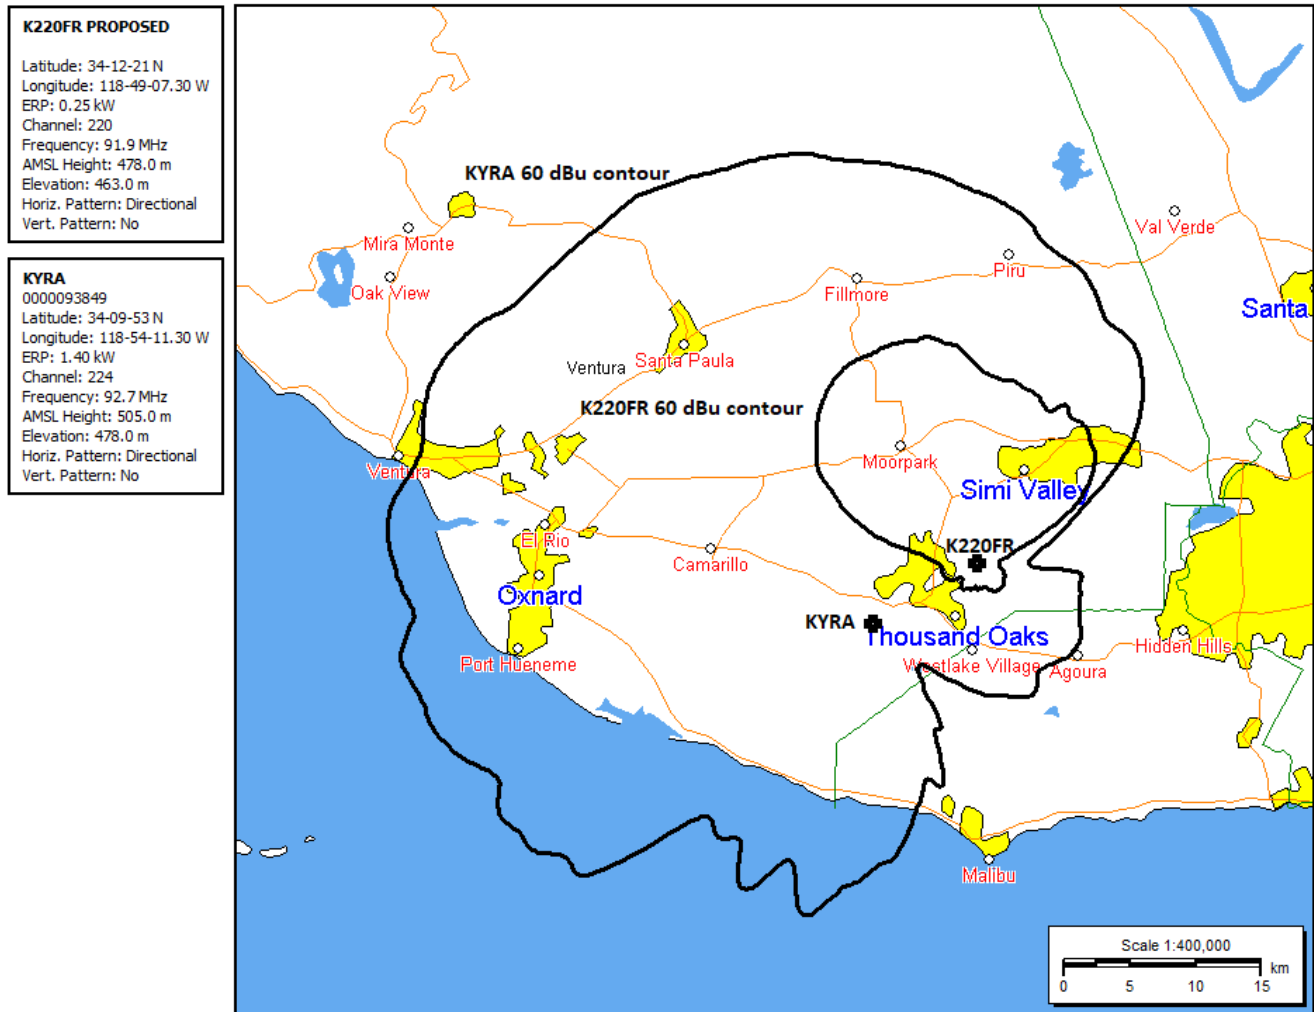 K220FR PROPOSED
Latitude: 34-12-21 N
Longitude: 118-49-07.30 W
ERP: 0.25 kW
Channel: 220
Frequency: 91.9 MHz
AMSL Height: 478.0 m
Elevation: 463.0 m
Horiz. Pattern: Directional
Vert. Pattern: No
KYRA
0000093849
Latitude: 34-09-53 N
Longitude: 118-54-11.30 W
ERP: 1.40 kW
Channel: 224
Frequency: 92.7 MHz
AMSL Height: 505.0 m
Elevation: 478.0 m
Horiz. Pattern: Directional
Vert. Pattern: No
KYRA 60 dBu contour
Val Verde
Mira Monte
Piru
Oak View
Fillmore
Santa
Santa Paula
Ventura
K220FR 60 dBu contour
Moorpark
Ventura
Simi Valley
El Rio
K220FR
Camarillo
Oxnard
KYRA
Thousand Oaks
Hidden Hills
Port Hueneme
Westlake Village
Agoura
Malibu
Scale 1:400,000
km
0 5 10 15